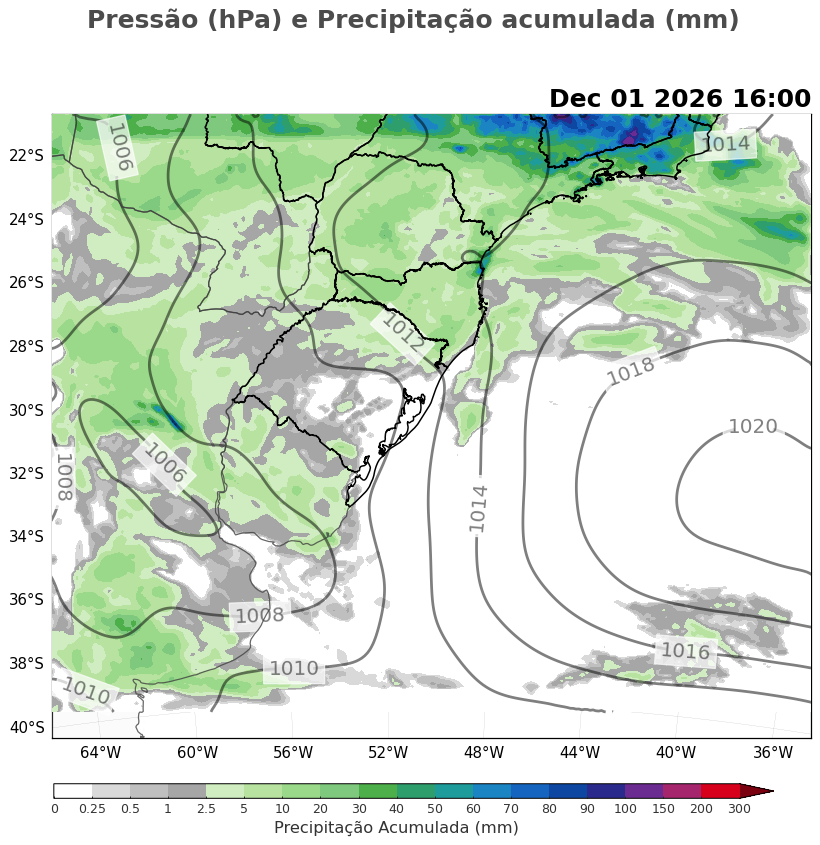 Pressão (hPa) e Precipitação acumulada (mm)
Dec 01 2026 16:00
1006
1014
22°S
24°S
26°S
28°S
30°S
32°S
34°S
36°S
38°S
40°S
1012
1018
1020
1006
1008
1014
1008
1016
1010
1010
64°W 60°W 56°W 52°W 48°W 44°W 40°W 36°W
0 0.25 0.5 1 2.5 5 10 20 30 40 50 60 70 80 90 100 150 200 300
Precipitação Acumulada (mm)